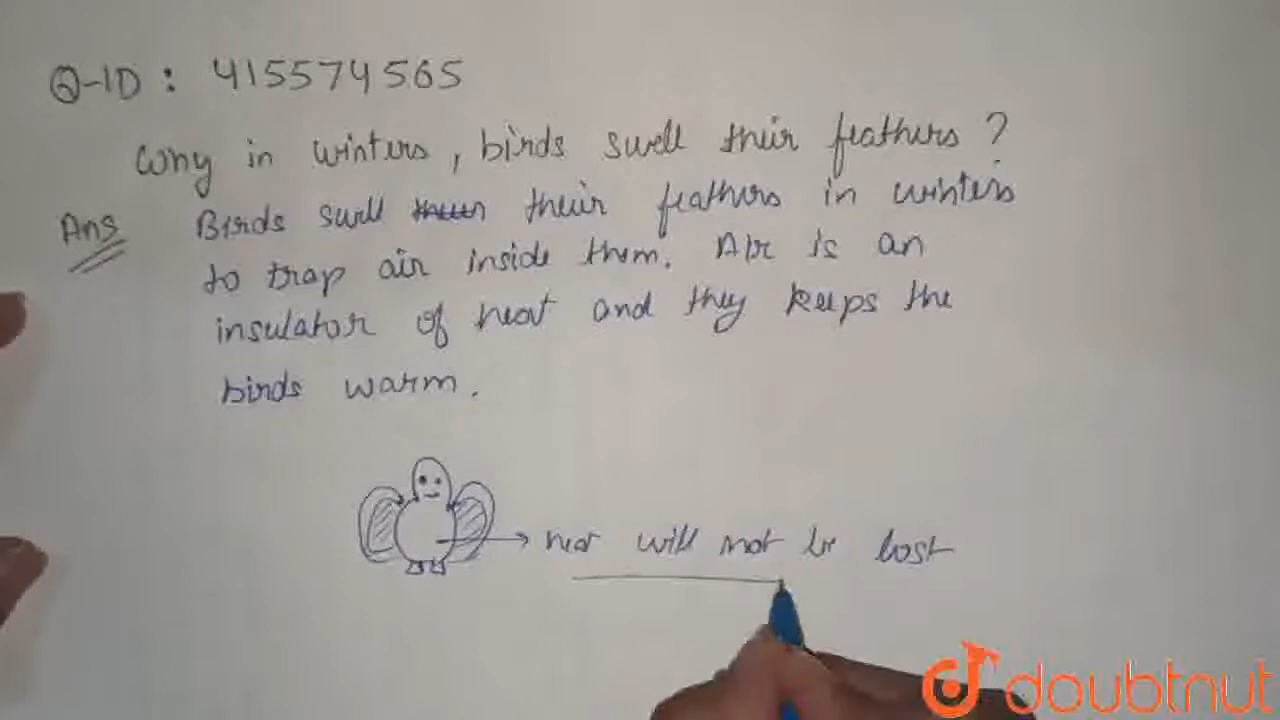 Q-ID : 415574565
Why in winters, birds swell their feathers ?
Ans Birds swell their feathers in winters
to trap air inside them. Air is an
insulator of heat and they keeps the
birds warm.
heat will not be lost
doubtnut